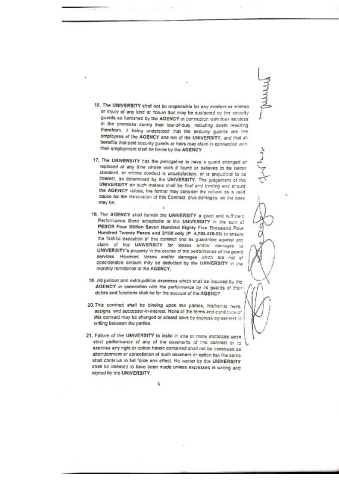 16. The UNIVERSITY shall not be responsible for any incident or mishap
or injury of any kind or nature that may be sustained by the security
guards so furnished by the AGENCY in connection with their services
in the premises during their tour-of-duty, including death resulting
therefrom, it being understood that the security guards are the
employees of the AGENCY and not of the UNIVERSITY, and that all
benefits that said security guards or heirs may claim in connection with
their employment shall be borne by the AGENCY
17. The UNIVERSITY has the prerogative to have a guard changed or
replaced at any time whose work if found or believes to be below
standard, or whose conduct is unsatisfactory, or is prejudicial to its
interest, as determined by the UNIVERSITY. The judgement of the
UNIVERSITY on such matters shall be final and binding and should
the AGENCY refuse, the former may consider the refusal as a valid
cause for the termination of this Contract, plus damages, as the case
may be.
18. The AGENCY shall furnish the UNIVERSITY a good and sufficient
Performance Bond acceptable to the UNIVERSITY in the sum of
PESOS Four Million Seven Hundred Eighty Five Thousand Four
Hundred Twenty Pesos and 3/100 only (P 4,785,420.03) to ensure
the faithful execution of the contract and as guarantee against any
claim of the UNIVERSITY for losses and/or damages to
UNIVERSITY's property in the course of the performance of the guard
services. However, losses and/or damages which are not of
considerable amount may be deducted by the UNIVERSITY in the
monthly remittance to the AGENCY.
19. All judicial and extra-judicial expenses which shall be incurred by the
AGENCY in connection with the performance by its guards of their
duties and functions shall be for the account of the AGENCY
20. This contract shall be binding upon the parties, their heirs,
assigns and successor-in-interest. None of the terms and conditions of
this contract may be changed or altered save by express agreement in
writing between the parties
21. Failure of the UNIVERSITY to insist in one or more instances upon
strict performance of any of the covenants of this contract or to
exercise any right or option herein contained shall not be construed as
abandonment or cancellation of such covenant or option but the same
shall continue in full force and effect. No waiver by the UNIVERSITY
shall be deemed to have been made unless expresses in writing and
signed by the UNIVERSITY.